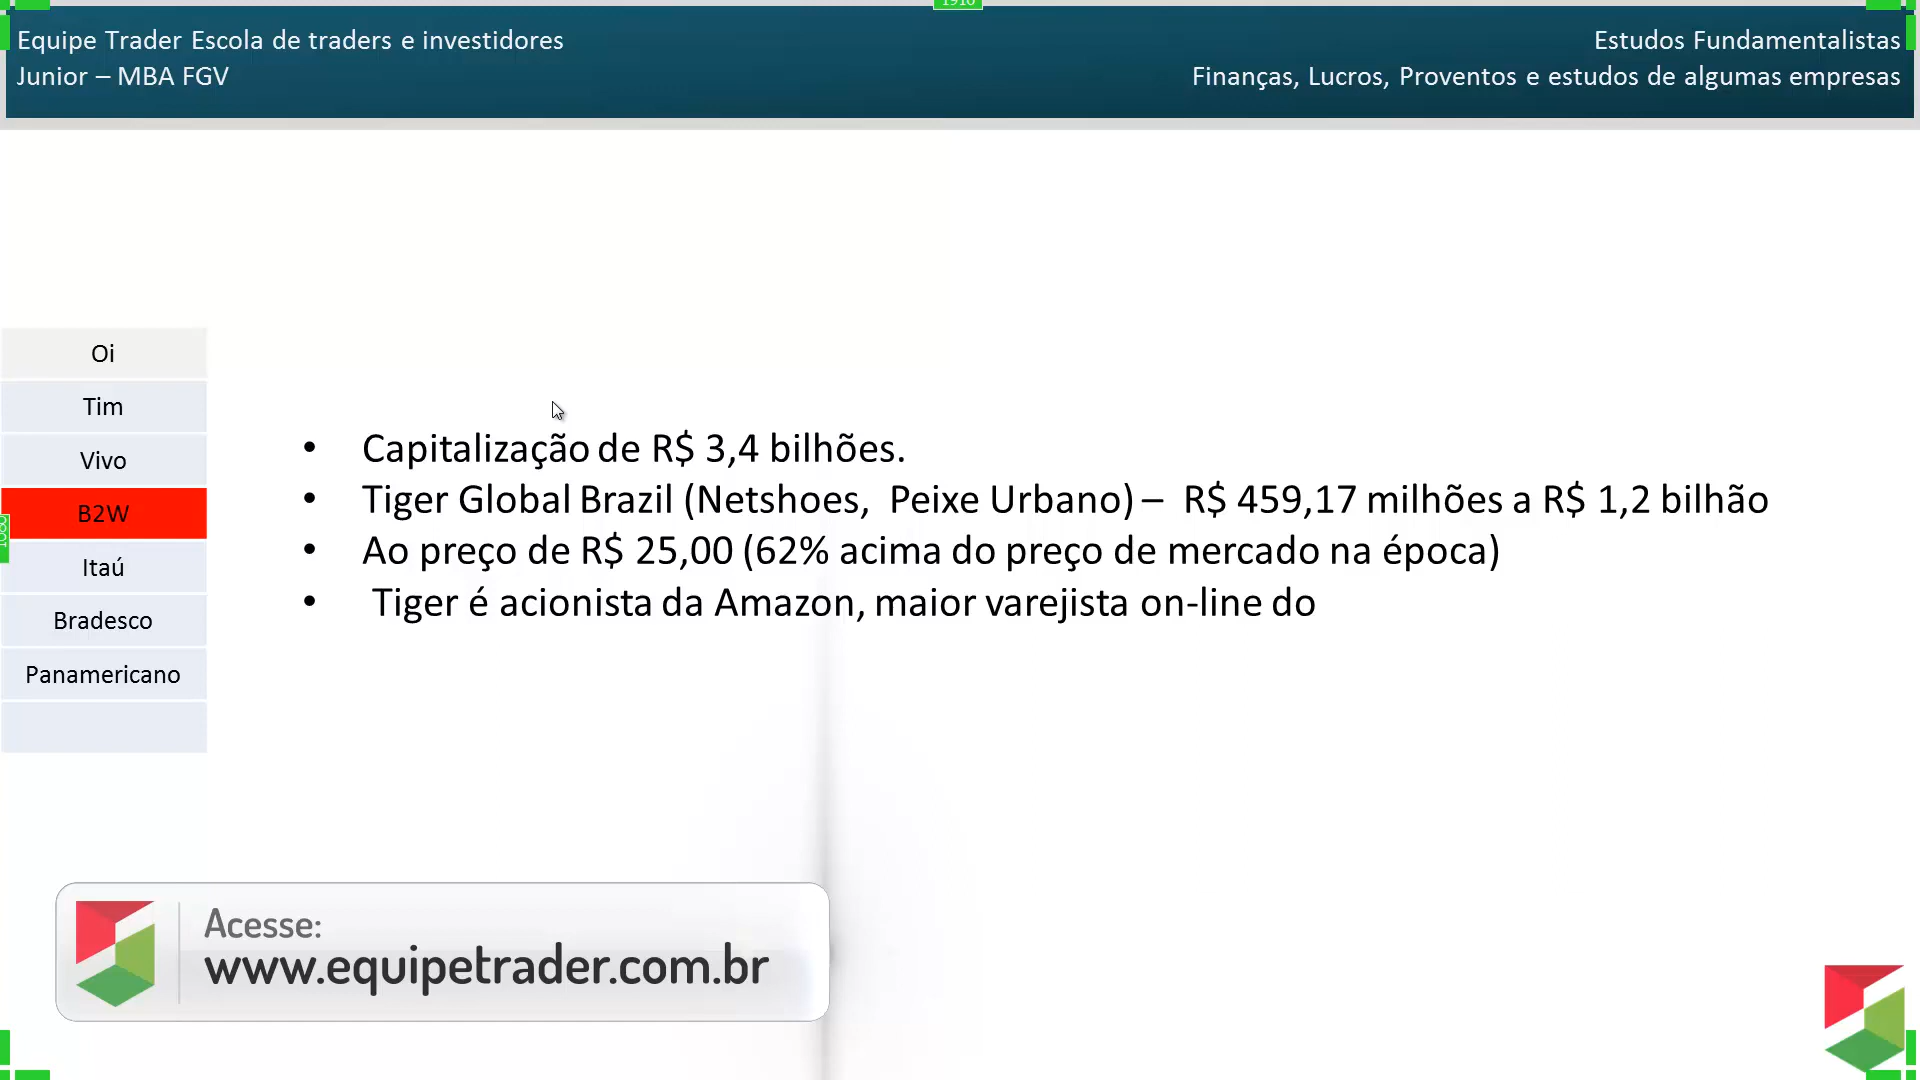 1910
Equipe Trader Escola de traders e investidores
Junior – MBA FGV
Estudos Fundamentalistas
Finanças, Lucros, Proventos e estudos de algumas empresas
Oi
Tim
Vivo
B2W
Itaú
Bradesco
Panamericano
1080
• Capitalização de R$ 3,4 bilhões.
• Tiger Global Brazil (Netshoes, Peixe Urbano) – R$ 459,17 milhões a R$ 1,2 bilhão
• Ao preço de R$ 25,00 (62% acima do preço de mercado na época)
• Tiger é acionista da Amazon, maior varejista on-line do
Acesse:
www.equipetrader.com.br